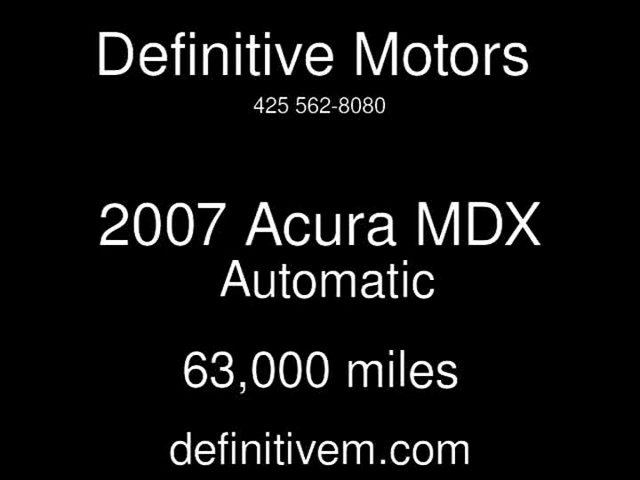 Definitive Motors
425 562-8080
2007 Acura MDX
Automatic
63,000 miles
definitivem.com